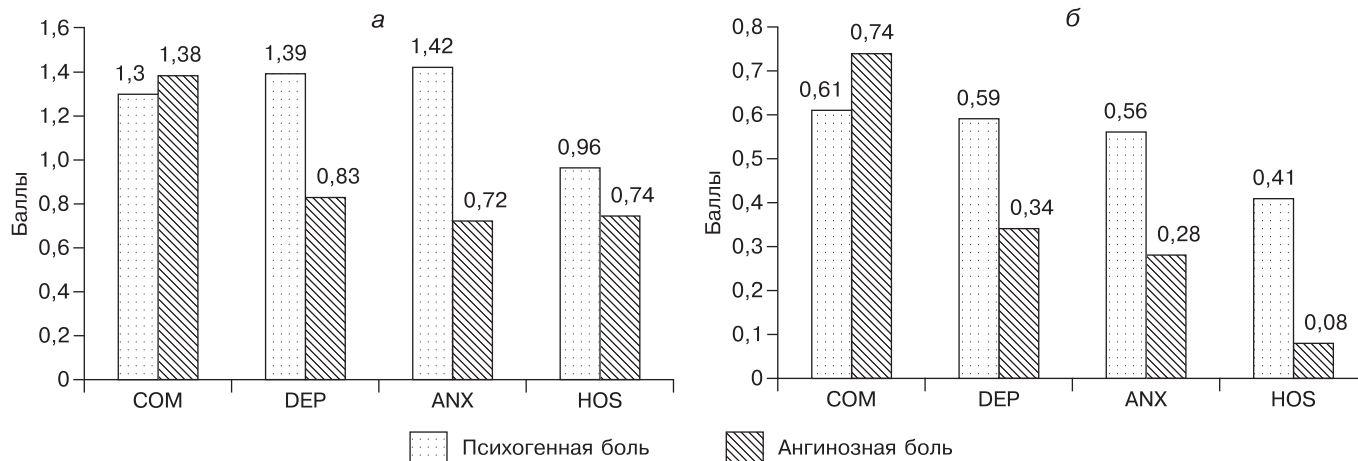 а
Баллы
1,6
1,4
1,2
1,0
0,8
0,6
0,4
0,2
0
1,3
1,38
1,39
0,83
1,42
0,72
0,96
0,74
COM
DEP
ANX
HOS
б
Баллы
0,8
0,7
0,6
0,5
0,4
0,3
0,2
0,1
0
0,61
0,74
0,59
0,34
0,56
0,28
0,41
0,08
COM
DEP
ANX
HOS
Психогенная боль
Ангинозная боль